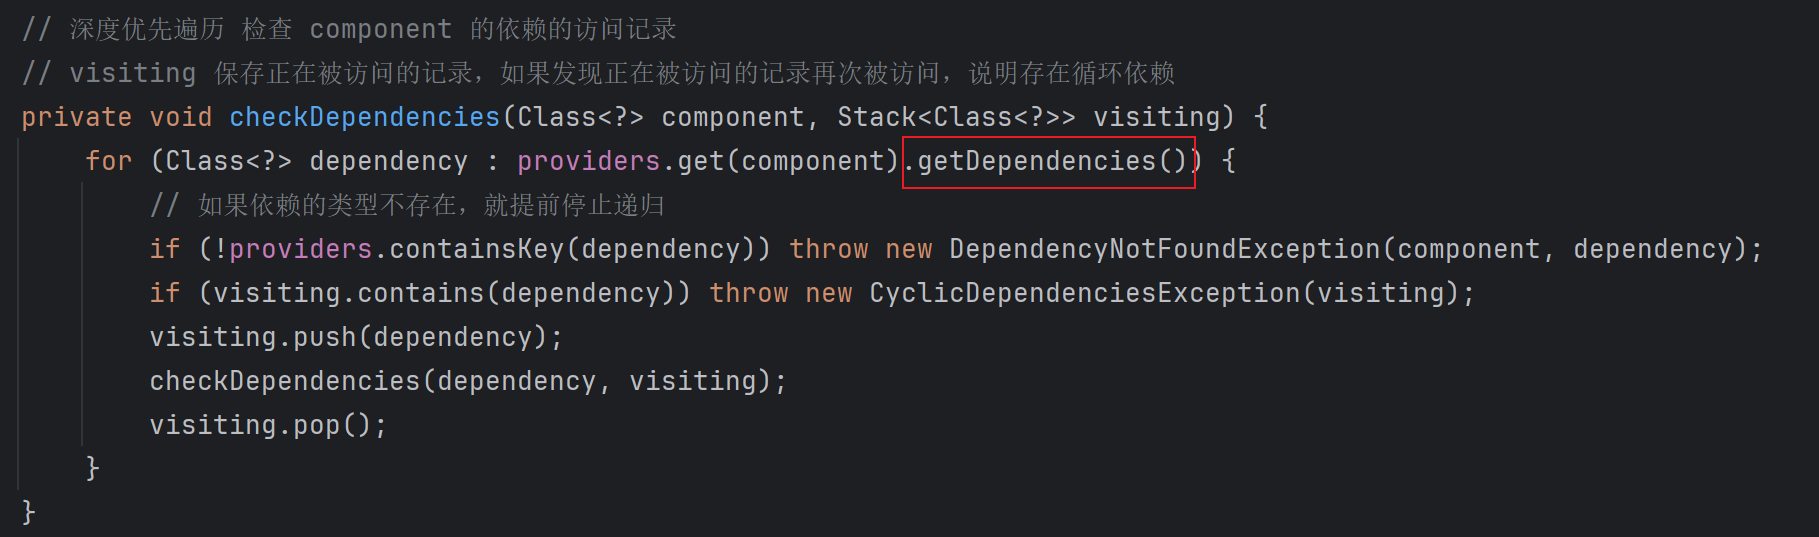 // 深度优先遍历 检查 component 的依赖的访问记录
// visiting 保存正在被访问的记录，如果发现正在被访问的记录再次被访问，说明存在循环依赖
private void checkDependencies(Class<?> component, Stack<Class<?>> visiting) {
    for (Class<?> dependency : providers.get(component).getDependencies()) {
        // 如果依赖的类型不存在，就提前停止递归
        if (!providers.containsKey(dependency)) throw new DependencyNotFoundException(component, dependency);
        if (visiting.contains(dependency)) throw new CyclicDependenciesException(visiting);
        visiting.push(dependency);
        checkDependencies(dependency, visiting);
        visiting.pop();
    }
}